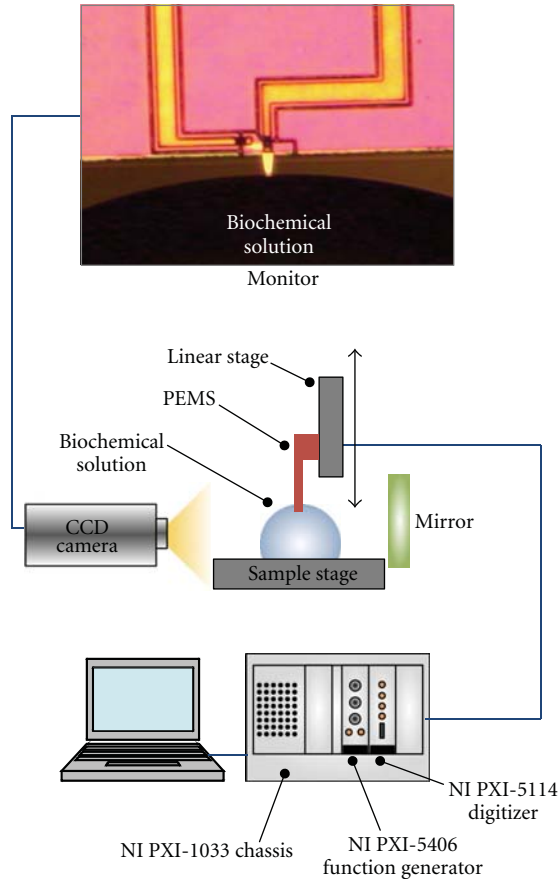 Biochemical
solution
Monitor
Linear stage
PEMS
Biochemical
solution
CCD
camera
Mirror
Sample stage
NI PXI-5114
digitizer
NI PXI-1033 chassis
NI PXI-5406
function generator